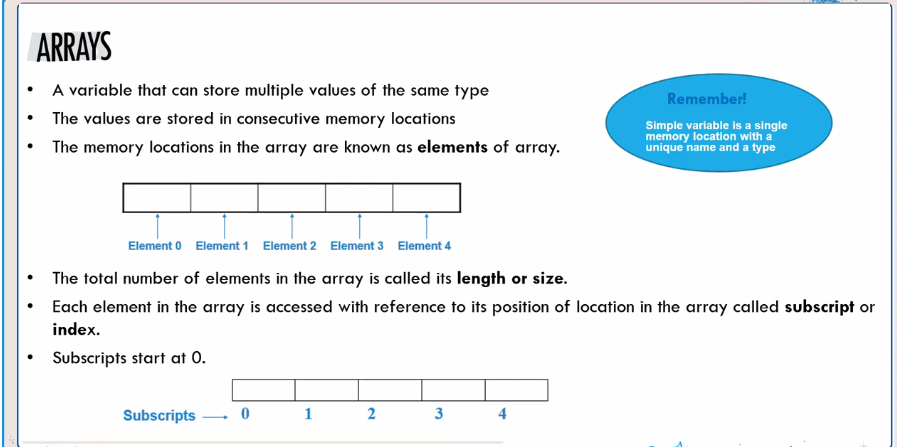 ARRAYS
• A variable that can store multiple values of the same type
• The values are stored in consecutive memory locations
• The memory locations in the array are known as elements of array.
Remember!
Simple variable is a single
memory location with a
unique name and a type
Element 0 Element 1 Element 2 Element 3 Element 4
• The total number of elements in the array is called its length or size.
• Each element in the array is accessed with reference to its position of location in the array called subscript or
index.
• Subscripts start at 0.
Subscripts 0 1 2 3 4